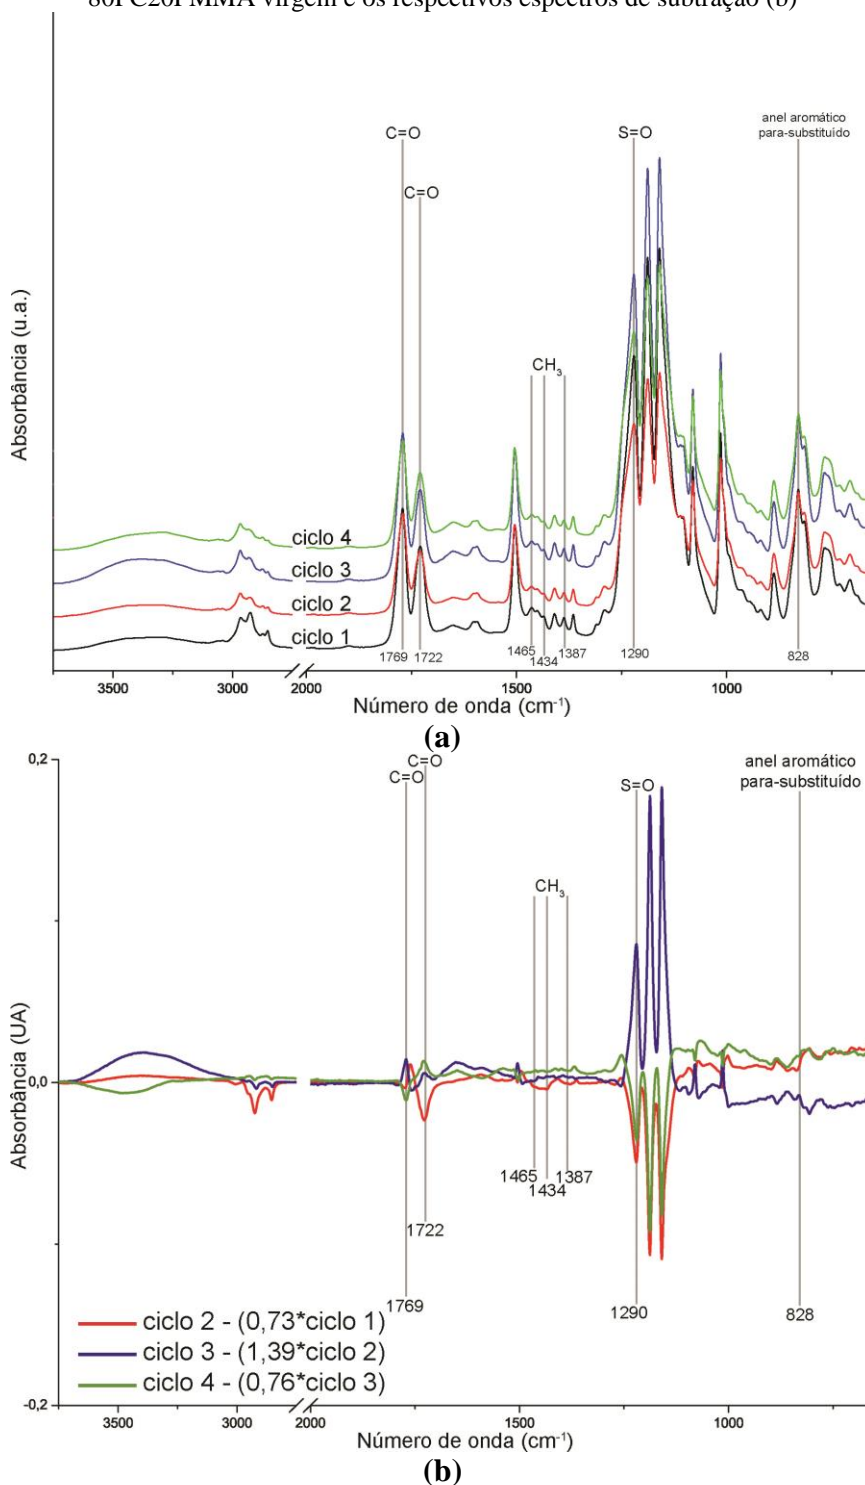 80PC20PMMA virgem e os respectivos espectros de subtração (b)
C=O
C=O
S=O
anel aromático
para-substituído
CH3
Absorbância (u.a.)
ciclo 4
ciclo 3
ciclo 2
ciclo 1
1769
1722
1465
1434
1387
1290
828
3500
3000
2000
1500
1000
Número de onda (cm-1)
(a)
C=O
C=O
S=O
anel aromático
para-substituído
CH3
0,2
0,0
-0,2
Absorbância (UA)
1465
1434
1387
1722
1769
1290
828
ciclo 2 - (0,73*ciclo 1)
ciclo 3 - (1,39*ciclo 2)
ciclo 4 - (0,76*ciclo 3)
3500
3000
2000
1500
1000
Número de onda (cm-1)
(b)